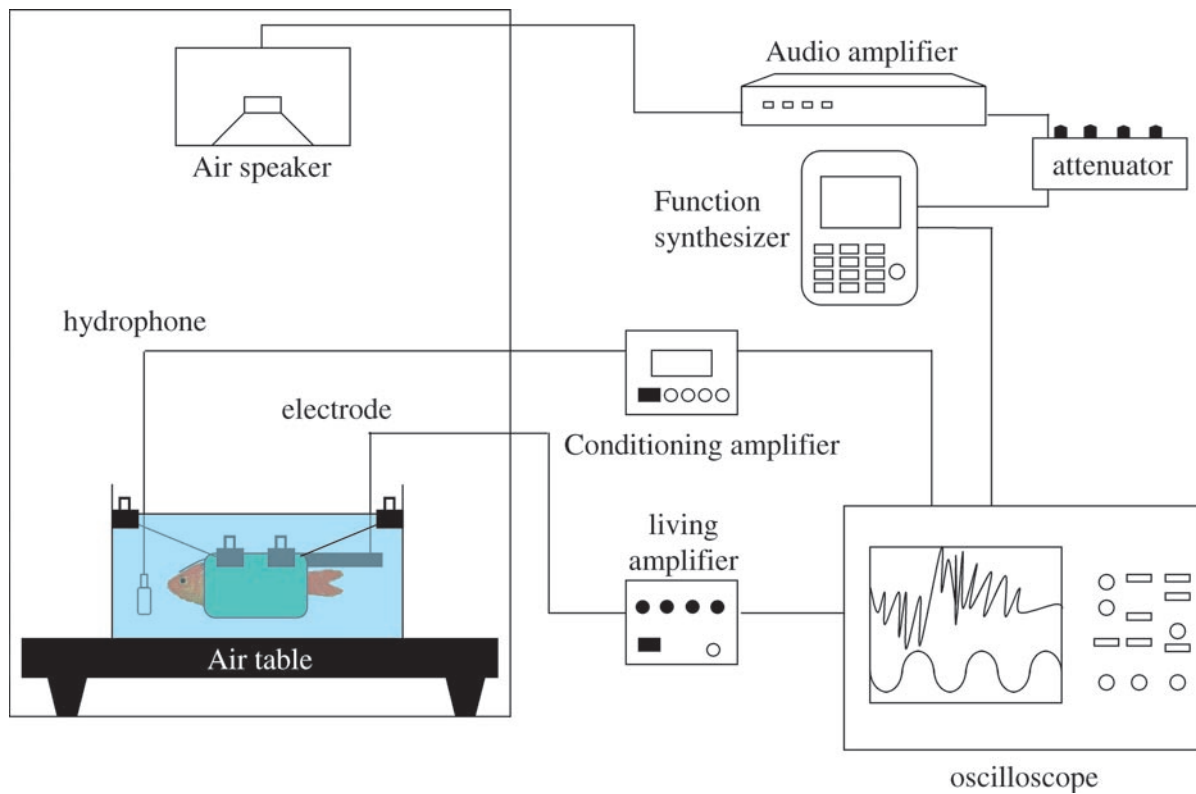 Audio amplifier
Air speaker
attenuator
Function
synthesizer
hydrophone
electrode
Conditioning amplifier
living
amplifier
Air table
oscilloscope